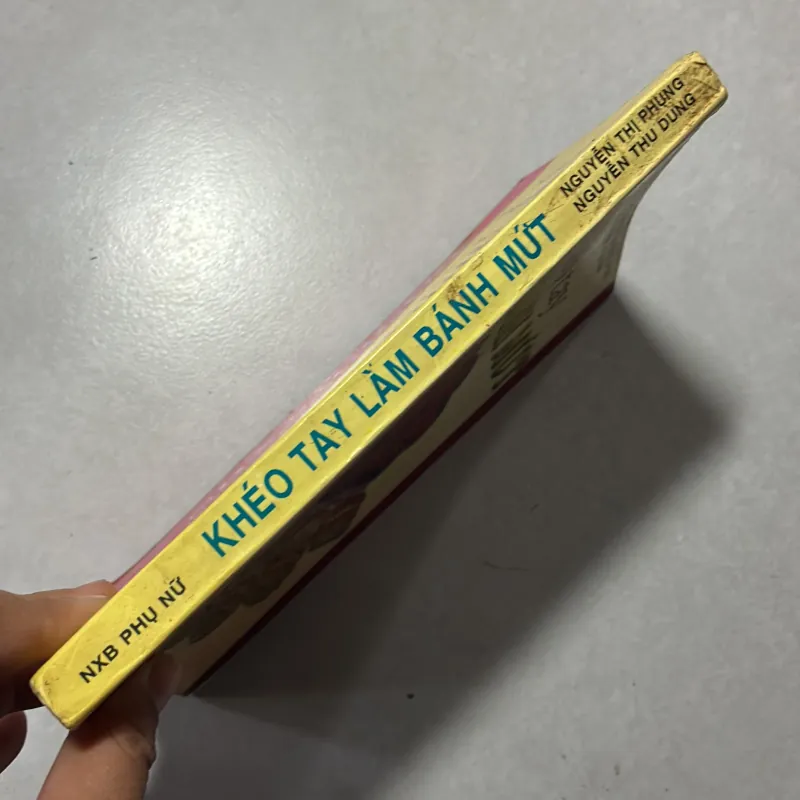 NXB PHỤ NỮ
KHÉO TAY LÀM BÁNH MỨT
NGUYỄN THỊ PHỤNG
NGUYỄN THU DUNG